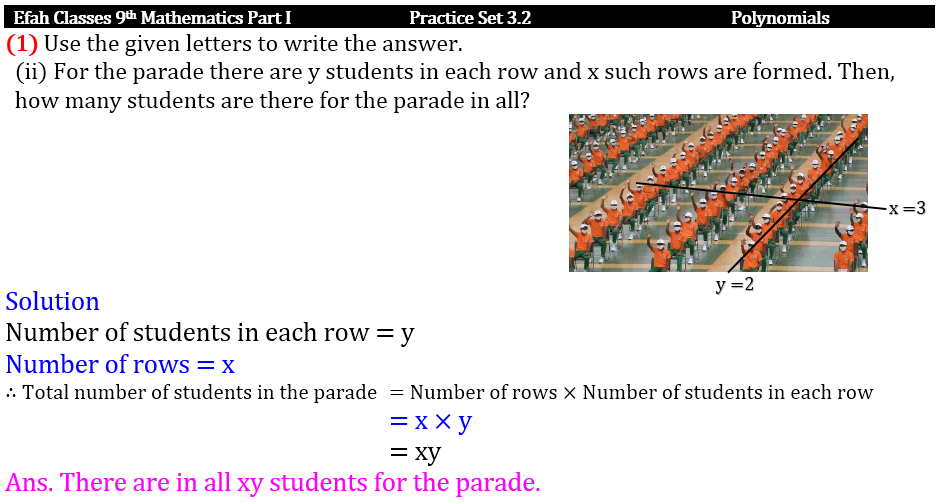 Efah Classes 9th Mathematics Part I Practice Set 3.2 Polynomials
(1) Use the given letters to write the answer.
(ii) For the parade there are y students in each row and x such rows are formed. Then,
how many students are there for the parade in all?
x =3
y =2
Solution
Number of students in each row = y
Number of rows = x
∴ Total number of students in the parade = Number of rows × Number of students in each row
= x × y
= xy
Ans. There are in all xy students for the parade.